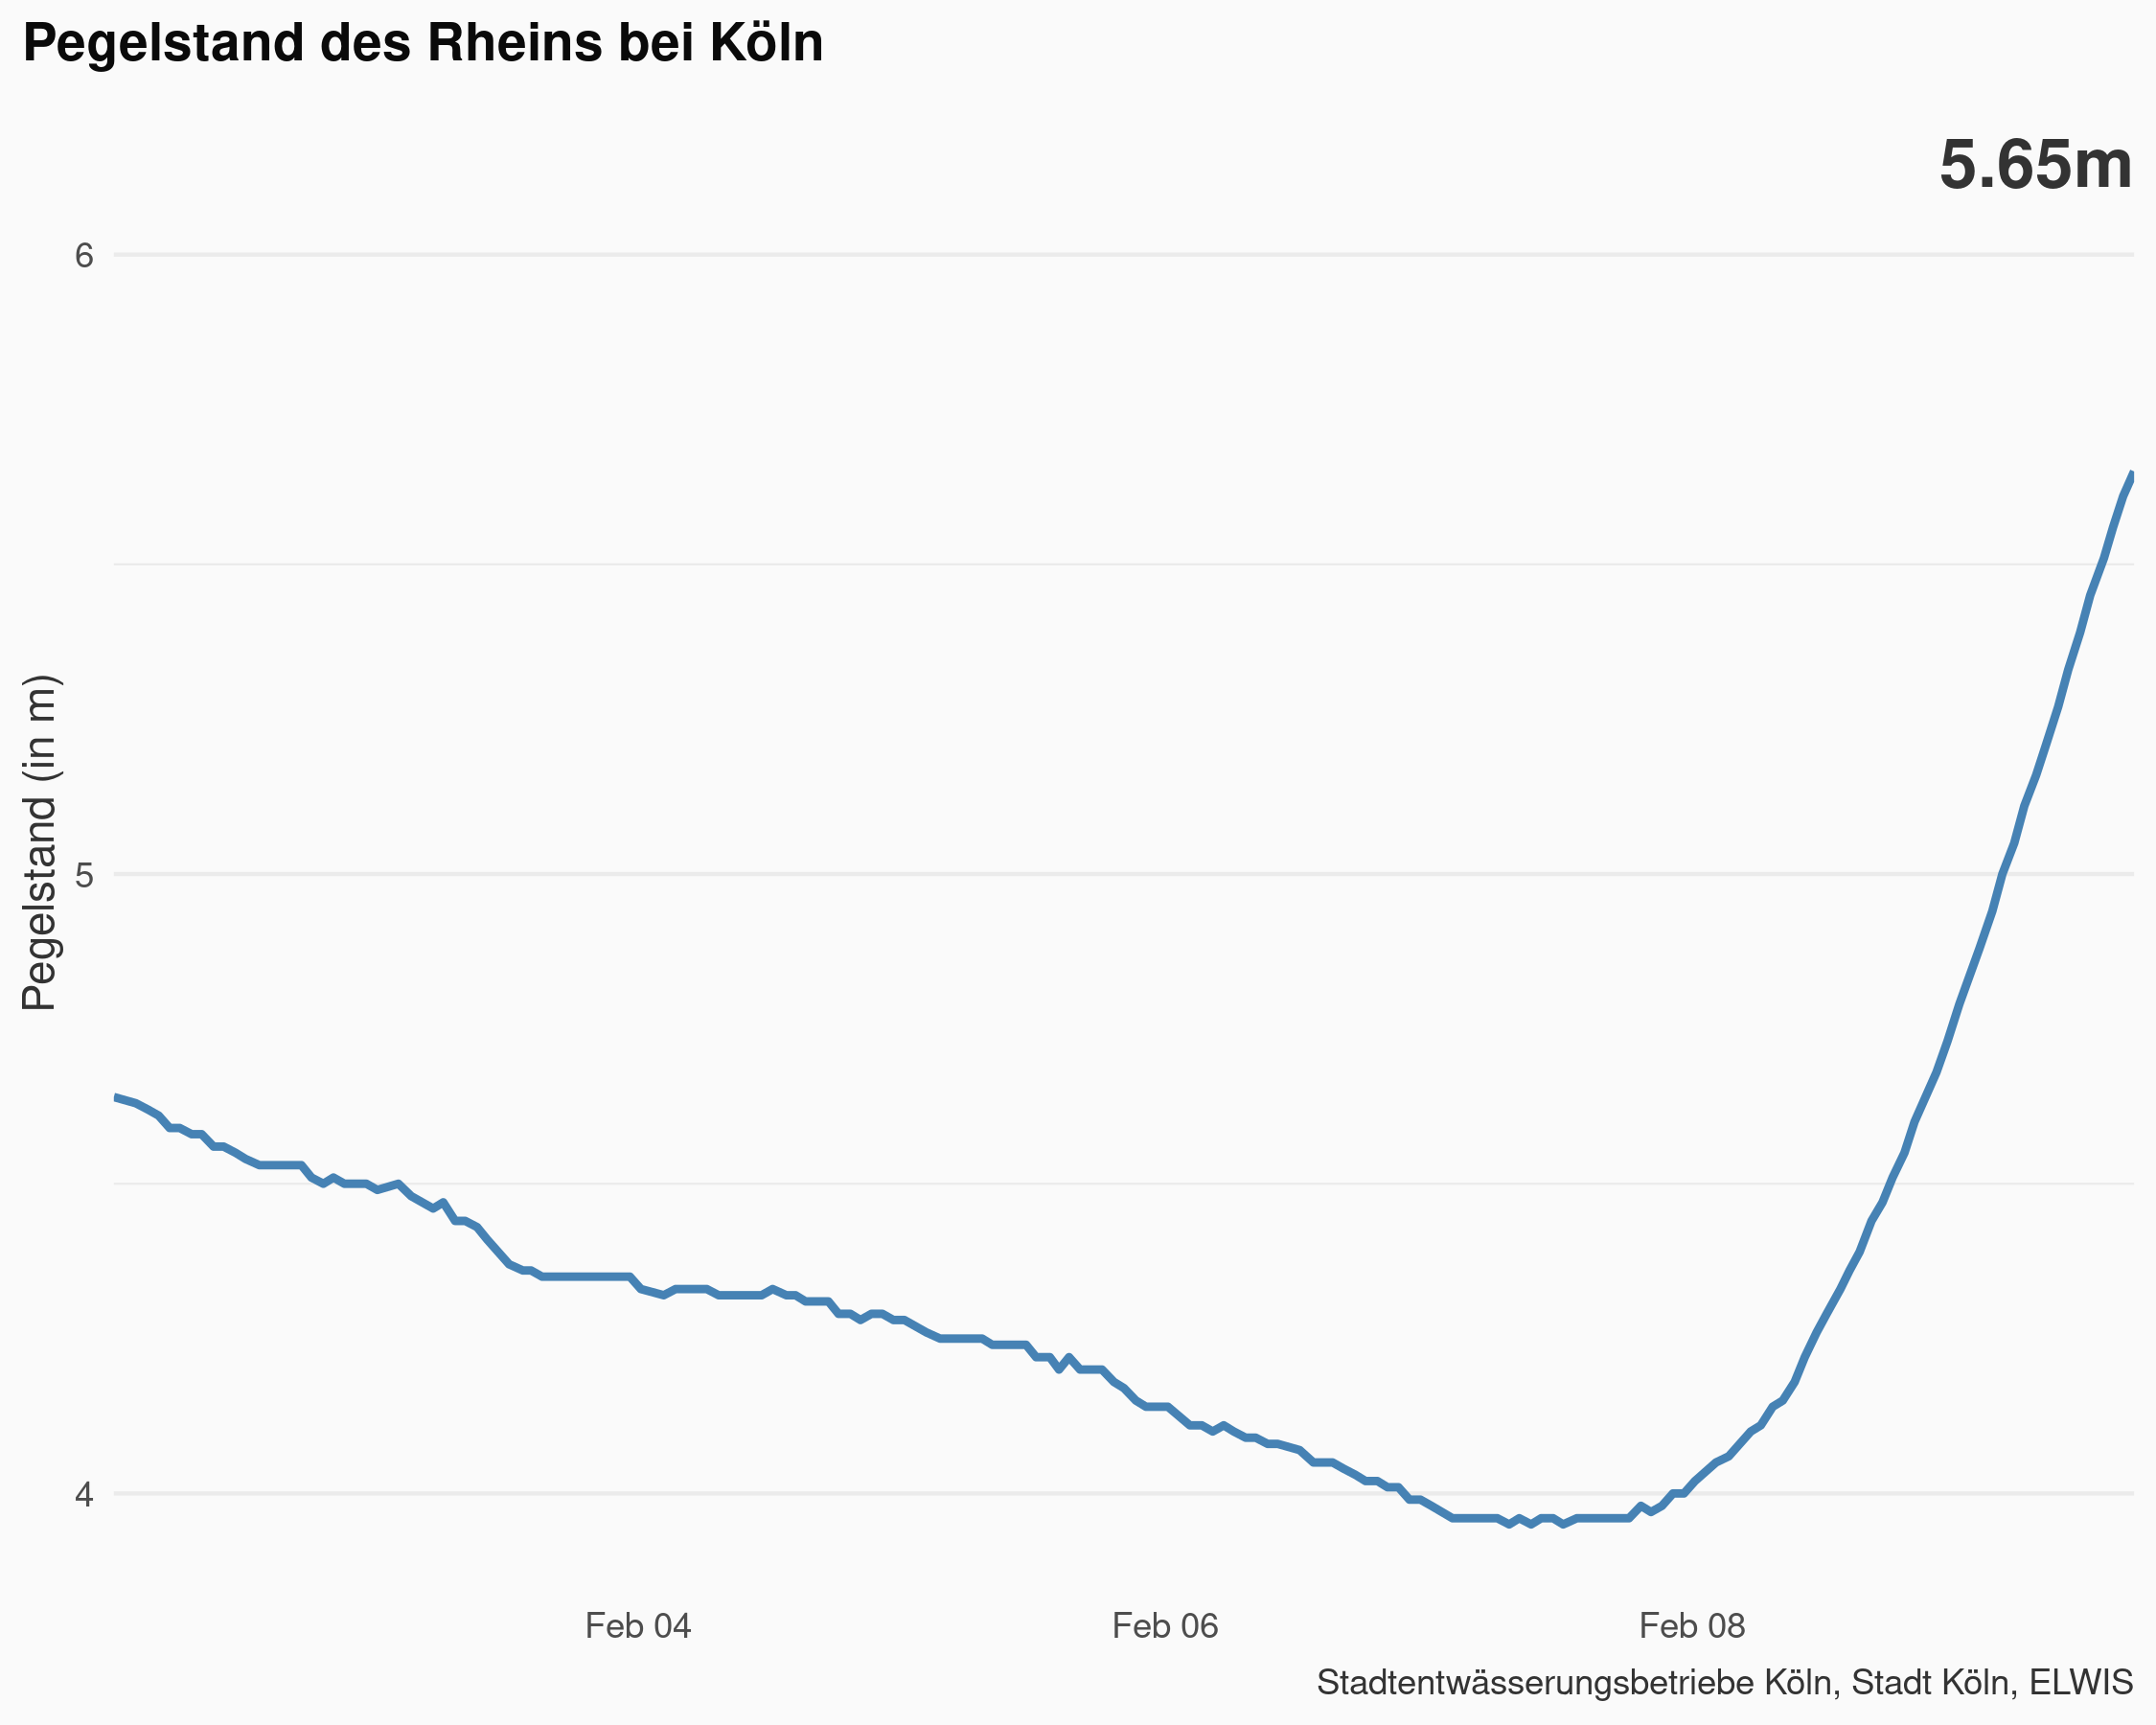 Pegelstand des Rheins bei Köln
5.65m
6
5
4
Pegelstand (in m)
Feb 04
Feb 06
Feb 08
Stadtentwässerungsbetriebe Köln, Stadt Köln, ELWIS